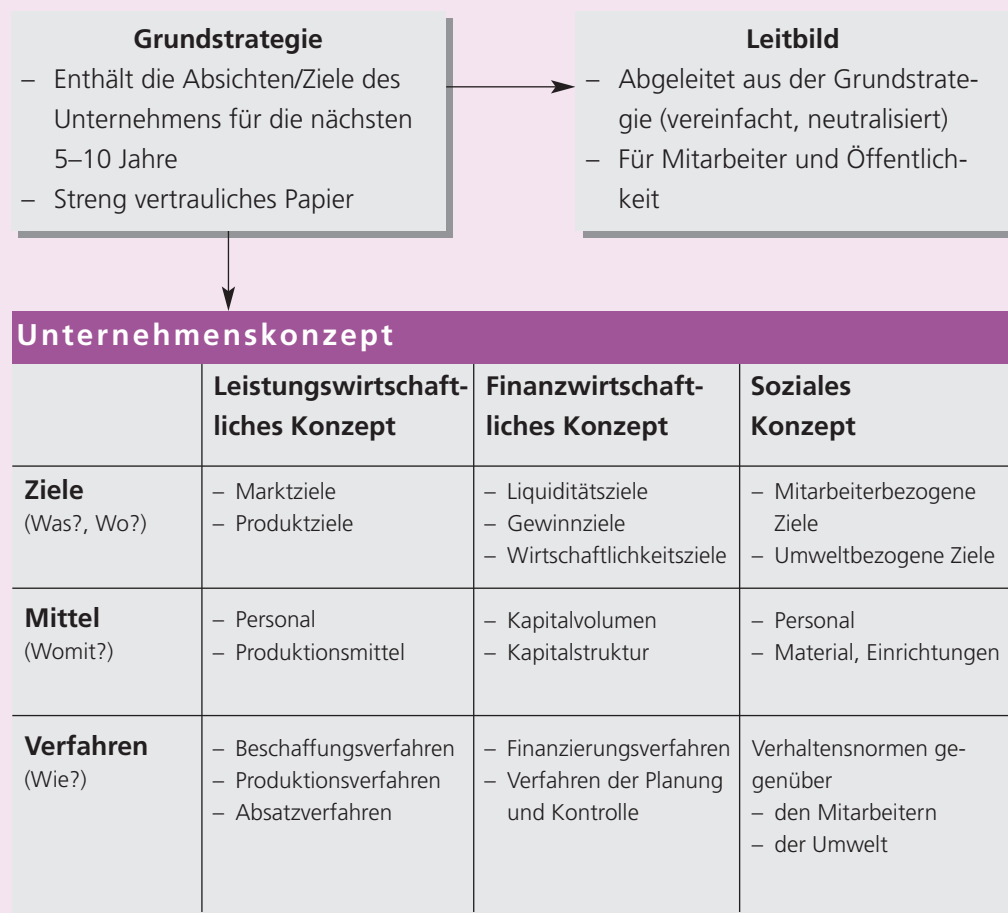 Grundstrategie
– Enthält die Absichten/Ziele des
Unternehmens für die nächsten
5–10 Jahre
– Streng vertrauliches Papier
Leitbild
– Abgeleitet aus der Grundstrate-
gie (vereinfacht, neutralisiert)
– Für Mitarbeiter und Öffentlich-
keit
Unternehmenskonzept
Leistungswirtschaft-
liches Konzept
Finanzwirtschaft-
liches Konzept
Soziales
Konzept
Ziele
(Was?, Wo?)
– Marktziele
– Produktziele
– Liquiditätsziele
– Gewinnziele
– Wirtschaftlichkeitsziele
– Mitarbeiterbezogene
Ziele
– Umweltbezogene Ziele
Mittel
(Womit?)
– Personal
– Produktionsmittel
– Kapitalvolumen
– Kapitalstruktur
– Personal
– Material, Einrichtungen
Verfahren
(Wie?)
– Beschaffungsverfahren
– Produktionsverfahren
– Absatzverfahren
– Finanzierungsverfahren
– Verfahren der Planung
und Kontrolle
Verhaltensnormen ge-
genüber
– den Mitarbeitern
– der Umwelt